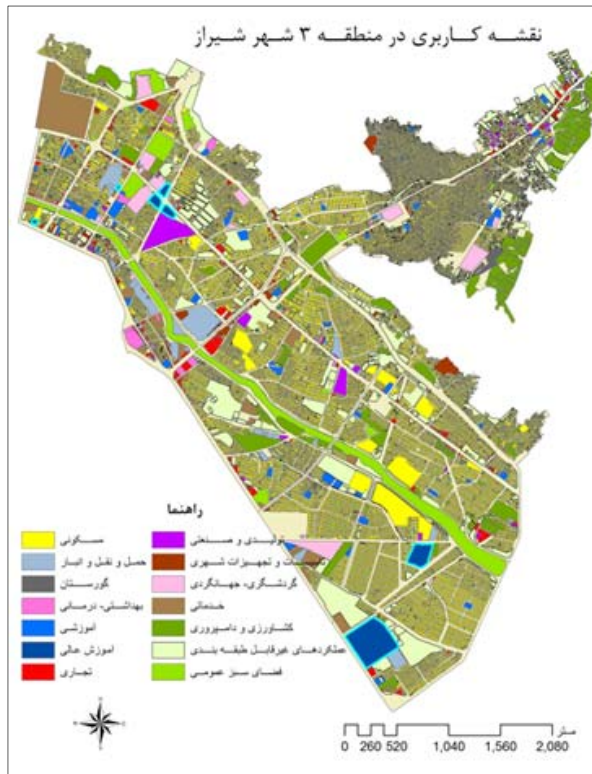 نقشه کاربری در منطقه ۳ شهر شیراز
راهنما
مسکونی
تولیدی و صنعتی
حمل و نقل و انبار
و تجهیزات شهری
گورستان
گردشگری، جهانگردی
بهداشتی، درمانی
خدماتی
آموزشی
کشاورزی و دامپروری
آموزش عالی
عملکردهای غیرقابل طبقه بندی
تجاری
فضای سبز عمومی
متر
0 260 520 1,040 1,560 2,080